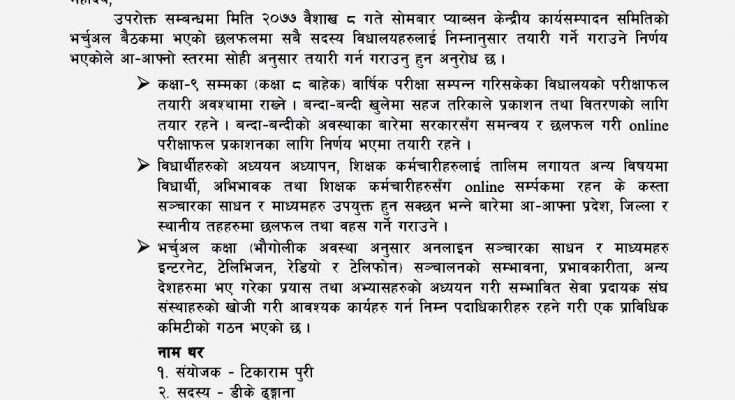 महोदय,
उपरोक्त सम्बन्धमा मिति २०७७ वैशाख ८ गते सोमबार प्याब्सन केन्द्रीय कार्यसम्पादन समितिको
भर्चुअल बैठकमा भएको छलफलमा सबै सदस्य विधालयहरुलाई निम्नानुसार तयारी गर्ने गराउने निर्णय
भएकोले आ-आफ्नो स्तरमा सोही अनुसार तयारी गर्न गराउनु हुन अनुरोध छ ।
➢ कक्षा-९ सम्मका (कक्षा ८ बाहेक) बार्षिक परीक्षा सम्पन्न गरिसकेका विधालयको परीक्षाफल
तयारी अवश्थामा राख्ने । बन्दा-बन्दी खुलेमा सहज तरिकाले प्रकाशन तथा वितरणको लागि
तयार रहने । बन्दा-बन्दीको अवस्थाका बारेमा सरकारसँग समन्वय र छलफल गरी online
परीक्षाफल प्रकाशनका लागि निर्णय भएमा तयारी रहने ।
➢ विधार्थीहरुको अध्ययन अध्यापन, शिक्षक कर्मचारीहरुलाई तालिम लगायत अन्य विषयमा
विधार्थी, अभिभावक तथा शिक्षक कर्मचारीहरुसँग online सर्म्पकमा रहन के कस्ता
सञ्चारका साधन र माध्यमहरु उपयुक्त हुन सक्छन भन्ने बारेमा आ-आफ्ना प्रदेश, जिल्ला र
स्थानीय तहहरुमा छलफल तथा वहस गर्ने गराउने ।
➢ भर्चुअल कक्षा (भौगोलीक अवस्था अनुसार अनलाइन सञ्चारका साधन र माध्यमहरु
इन्टरनेट, टेलिभिजन, रेडियो र टेलिफोन) सञ्चालनको सम्भावना, प्रभावकारीता, अन्य
देशहरुमा भए गरेका प्रयास तथा अभ्यासहरुको अध्ययन गरी सम्भावित सेवा प्रदायक संघ
संस्थाहरुको खोजी गरी आवश्यक कार्यहरु गर्न निम्न पदाधिकारीहरु रहने गरी एक प्राविधिक
कमिटीको गठन भएको छ ।
नाम थर
१. संयोजक - टिकाराम पुरी
२. सदस्य - डीके ढुङ्गाना